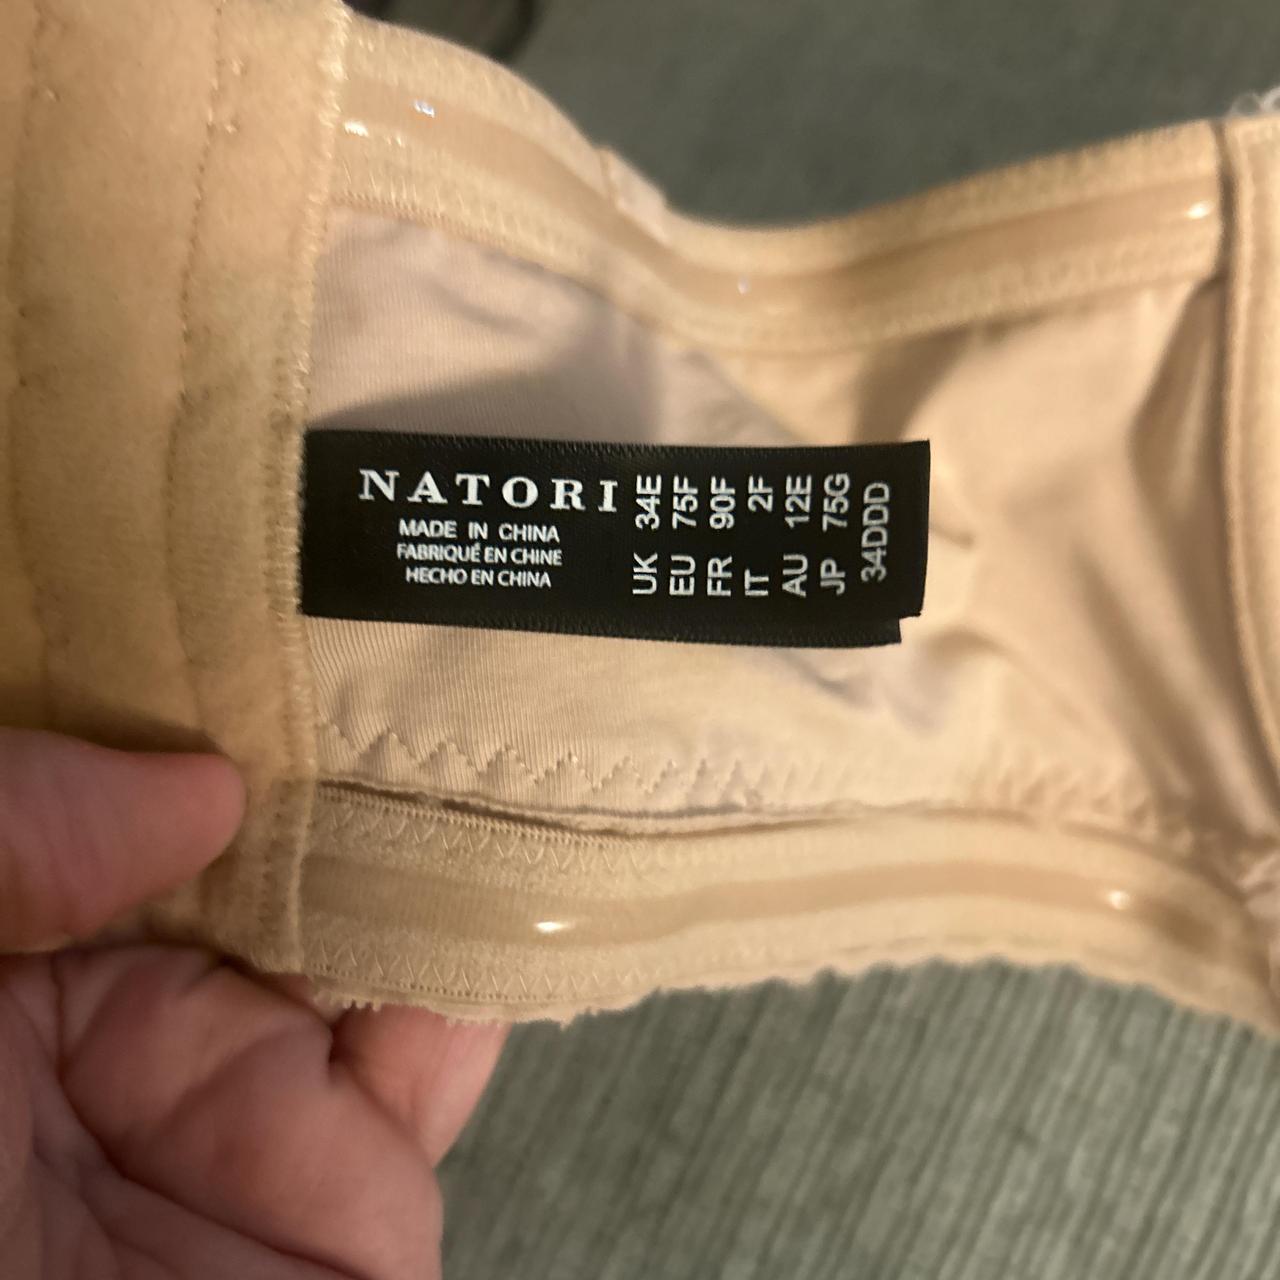 NATORI
MADE IN CHINA
FABRIQUÉ EN CHINE
HECHO EN CHINA
UK 34E
EU 75F
FR 90F
IT 2F
AU 12E
JP 75G
34DDD